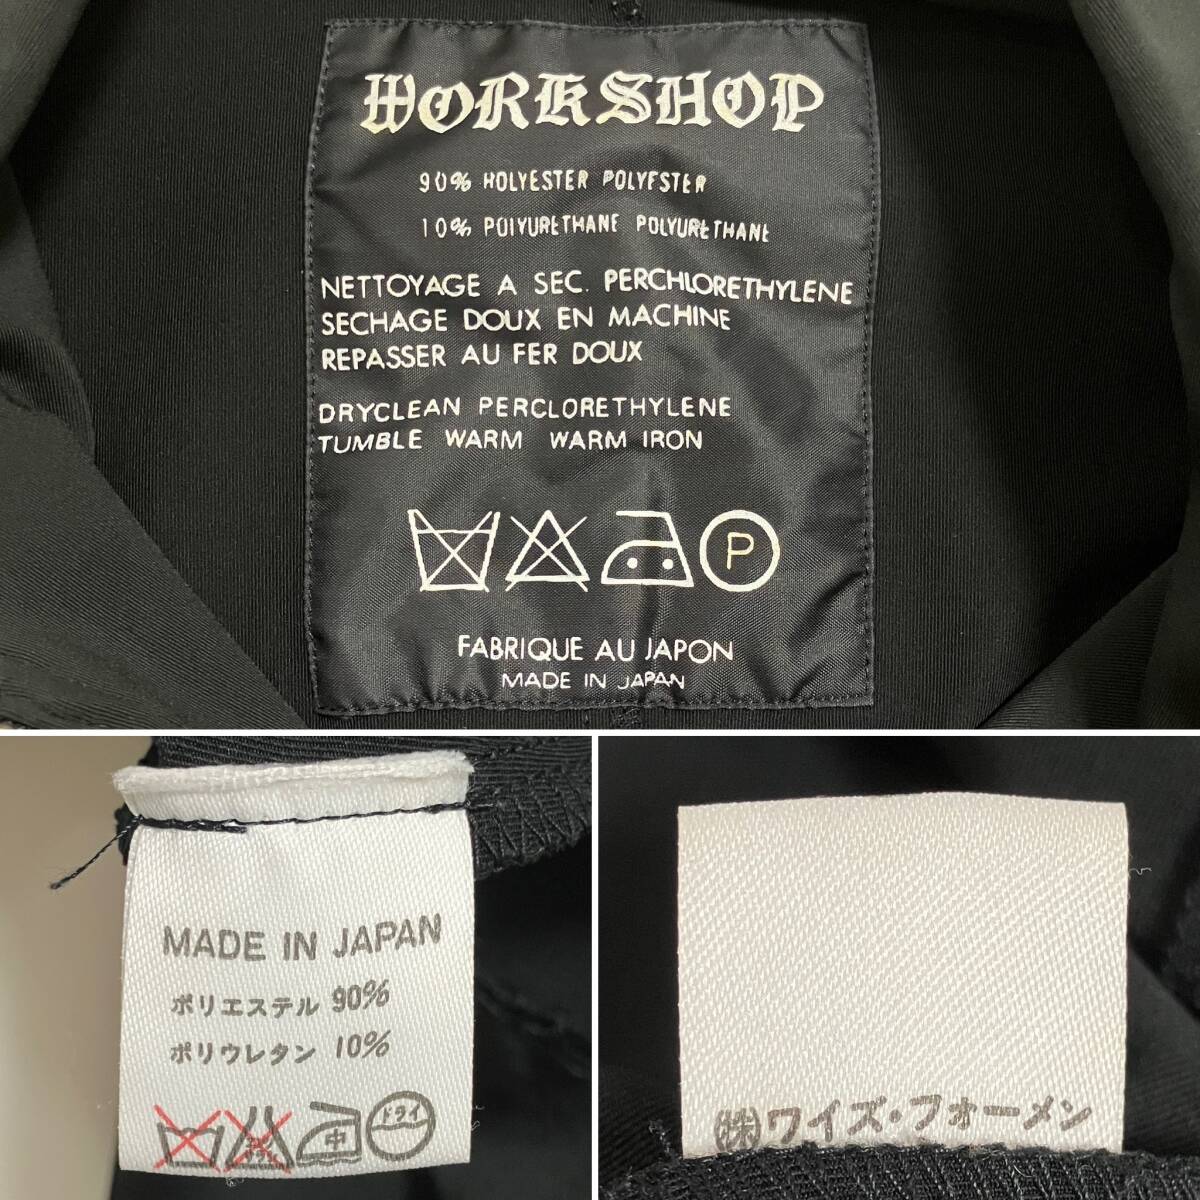 WORKSHOP
90% HOLYESTER POLYESTER
10% POIYURETHANE POLYURETHANE
NETTOYAGE A SEC. PERCHLORETHYLENE
SECHAGE DOUX EN MACHINE
REPASSER AU FER DOUX
DRYCLEAN PERCLORETHYLENE
TUMBLE WARM WARM IRON
P
FABRIQUE AU JAPON
MADE IN JAPAN
MADE IN JAPAN
ポリエステル 90%
ポリウレタン 10%
中 ドライ
㈱ワイズ・フォーメン